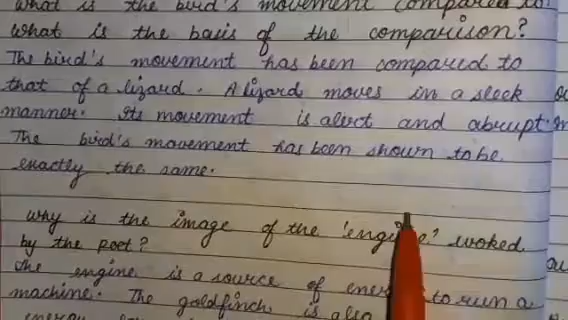 What is the bird's movement compared to?
What is the basis of the comparison?
The bird's movement has been compared to
that of a lizard. A lizard moves in a sleek
manner. Its movement is alert and abrupt.
The bird's movement has been shown to be
exactly the same.
Why is the image of the 'engine' woked
by the poet?
The engine is a source of ener to run a
machine. The goldfinch is also